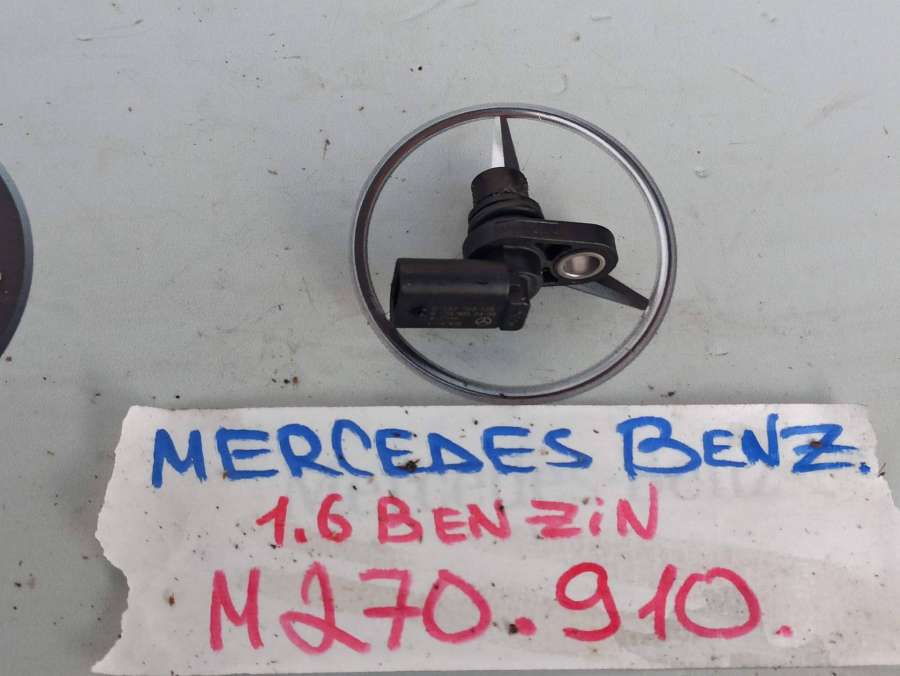 MERCEDES BENZ.
1.6 BENZiN
M270.910.